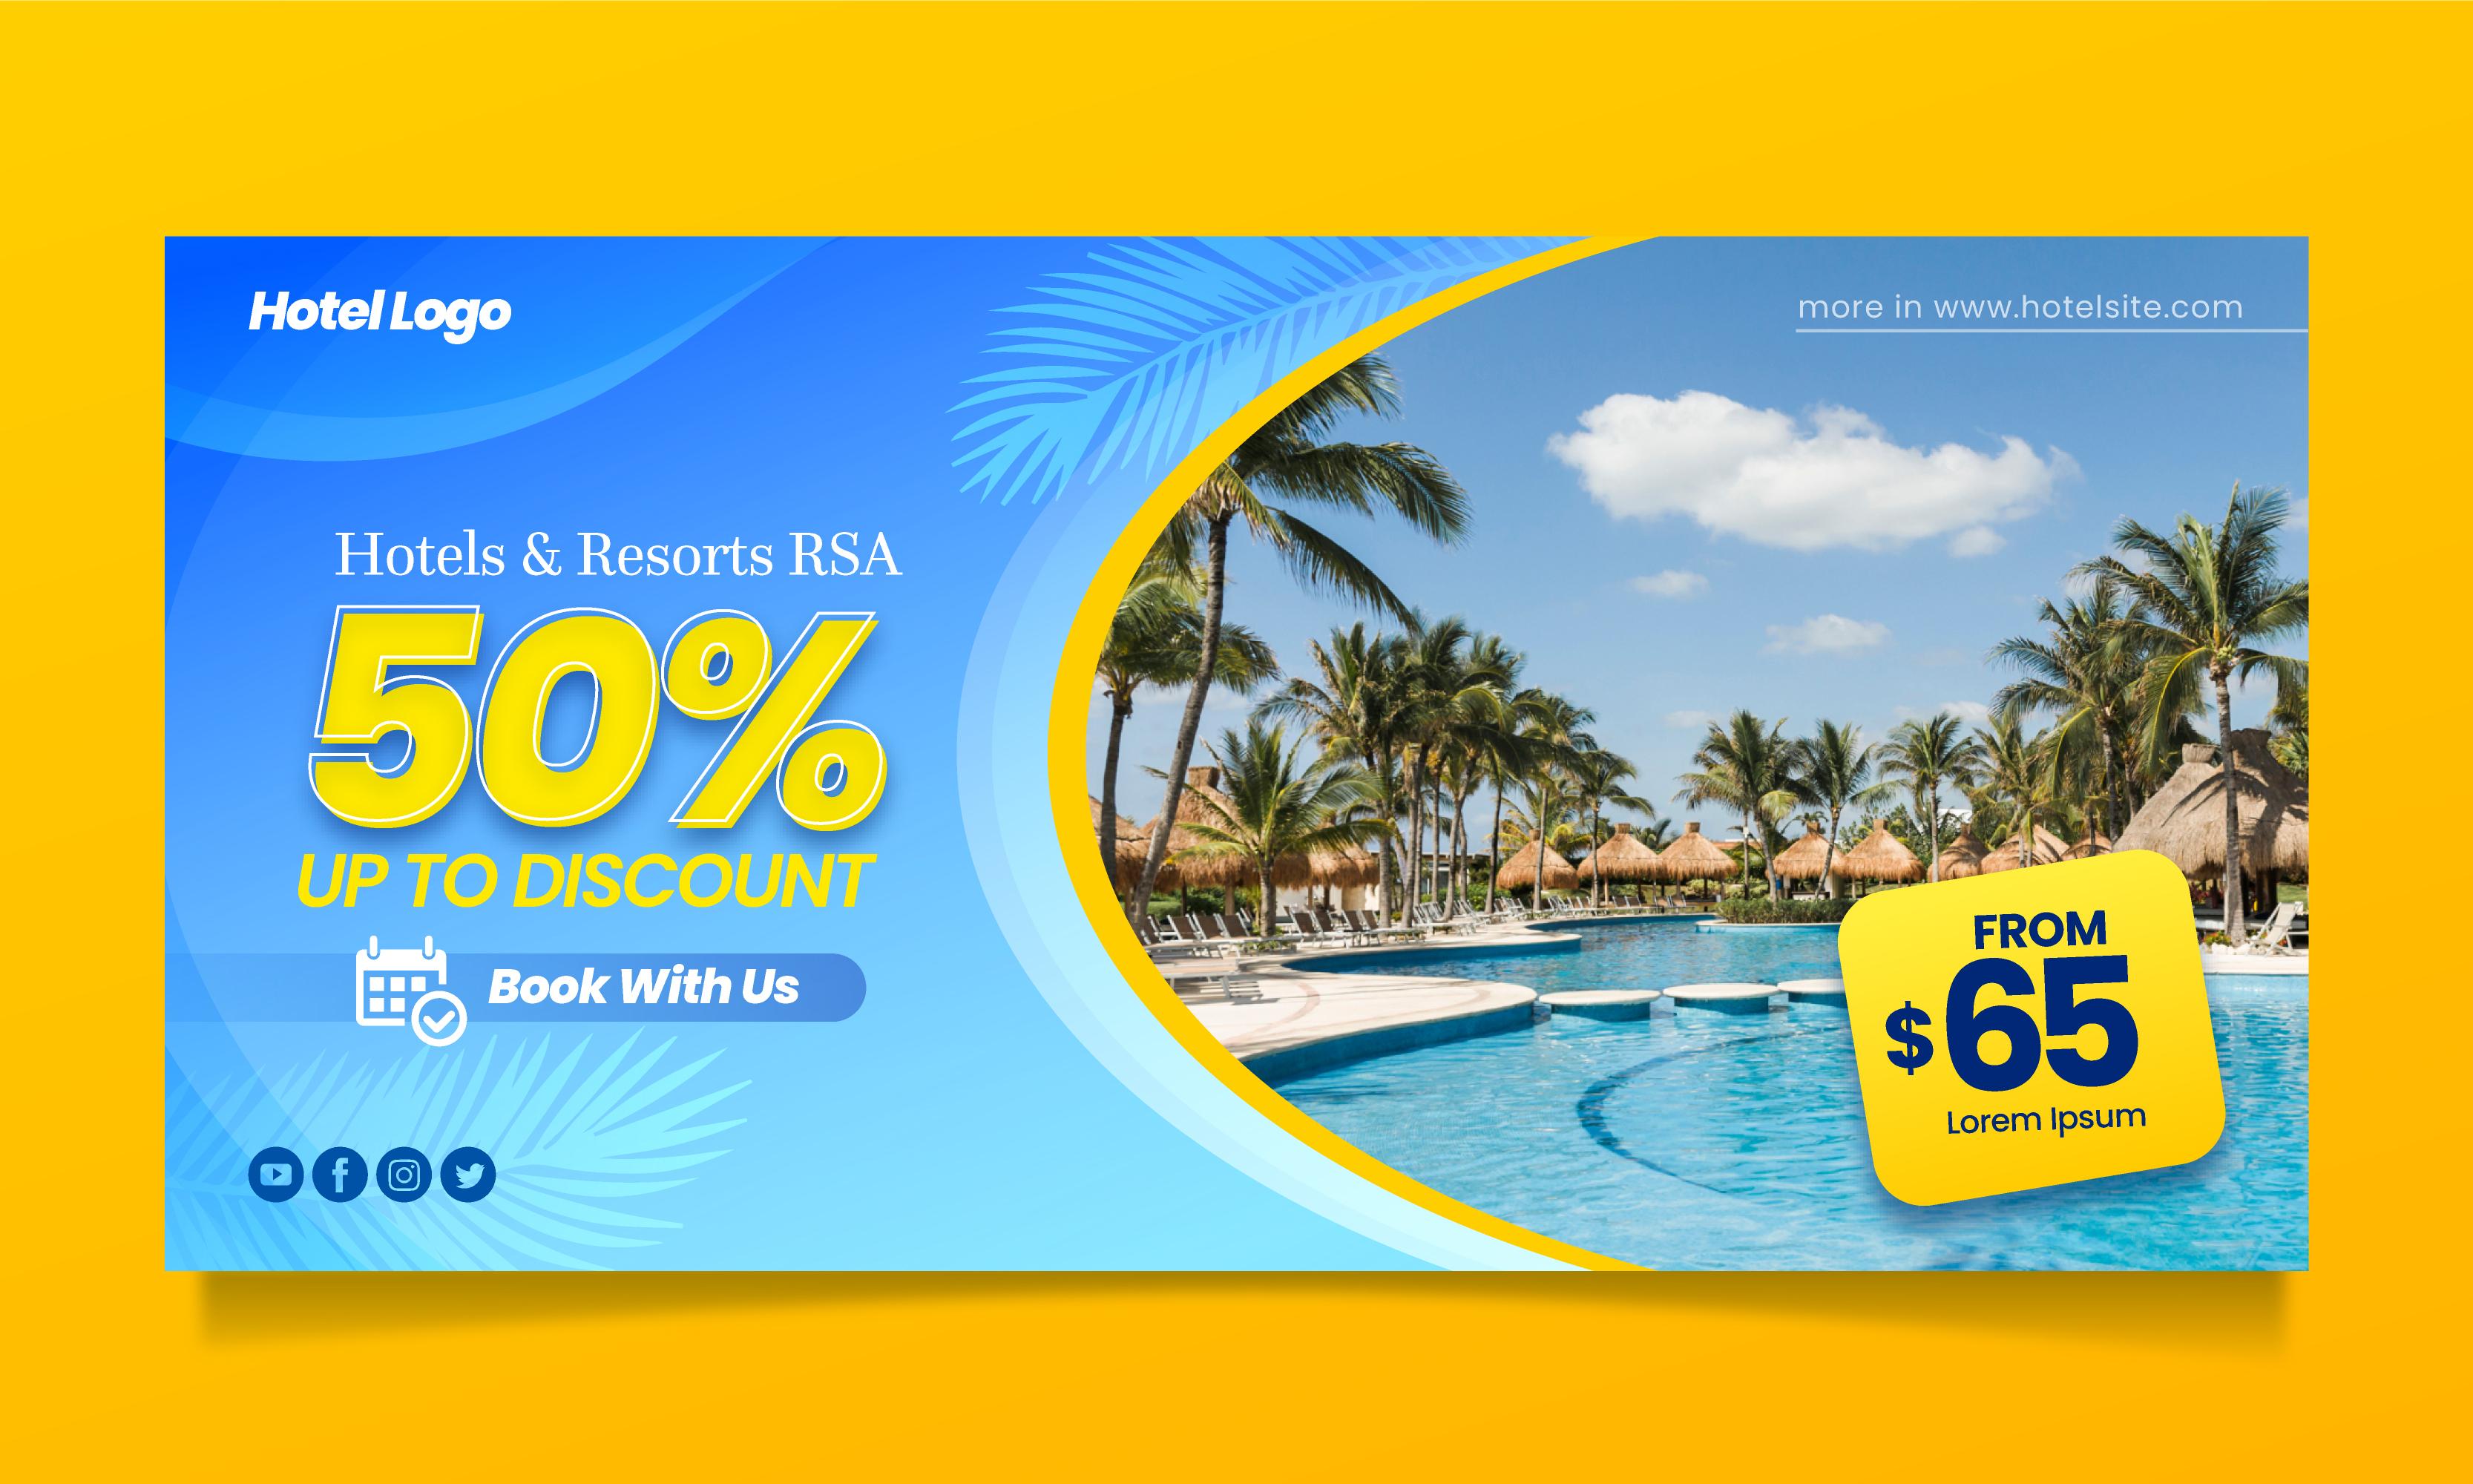 Hotel Logo
more in www.hotelsite.com
Hotels & Resorts RSA
50%
UP TO DISCOUNT
Book With Us
FROM
$65
Lorem Ipsum